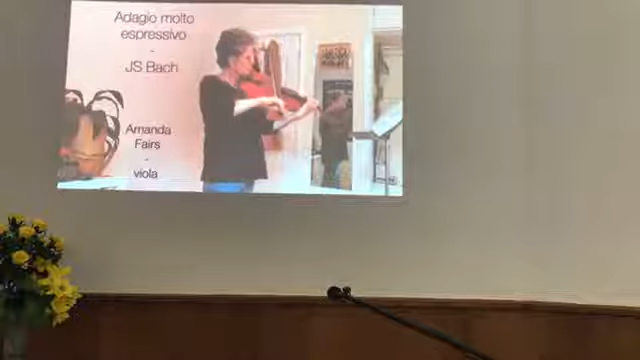 Adagio molto
espressivo
-
JS Bach
Amanda
Fairs
-
viola